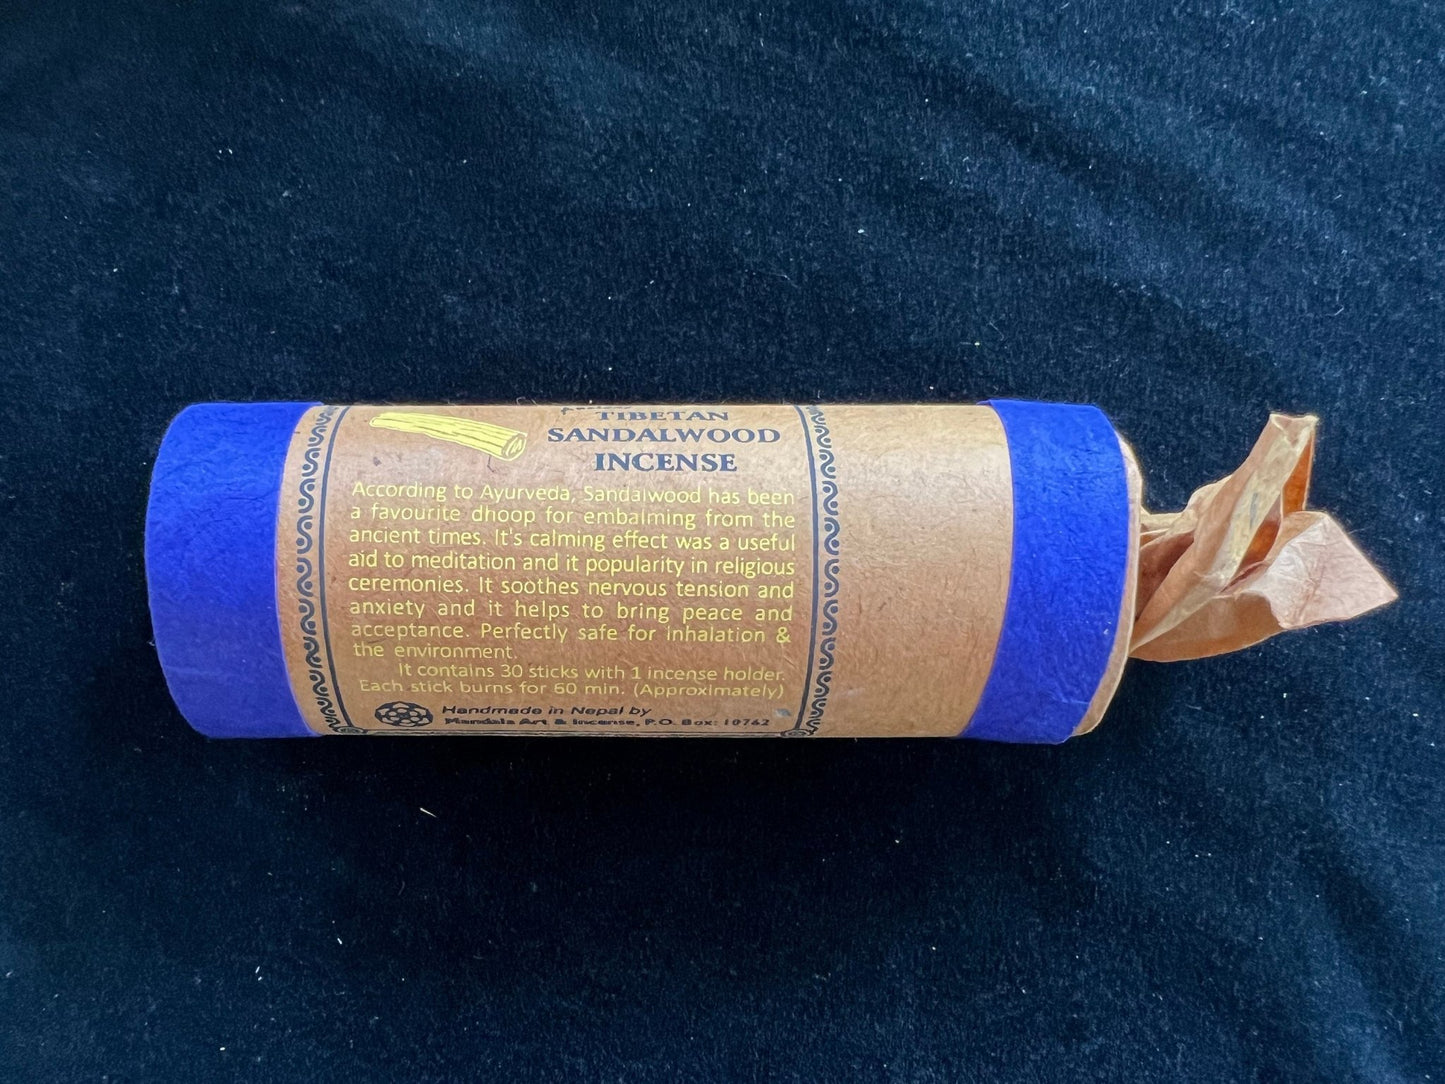 TIBETAN
SANDALWOOD
INCENSE
According to Ayurveda, Sandalwood has been
a favourite dhoop for embalming from the
ancient times. It's calming effect was a useful
aid to meditation and it popularity in religious
ceremonies. It soothes nervous tension and
anxiety and it helps to bring peace and
acceptance. Perfectly safe for inhalation &
the environment.
It contains 30 sticks with 1 incense holder.
Each stick burns for 60 min. (Approximately)
Handmade in Nepal by
Mandala Art & Incense, P.O. Box: 10762